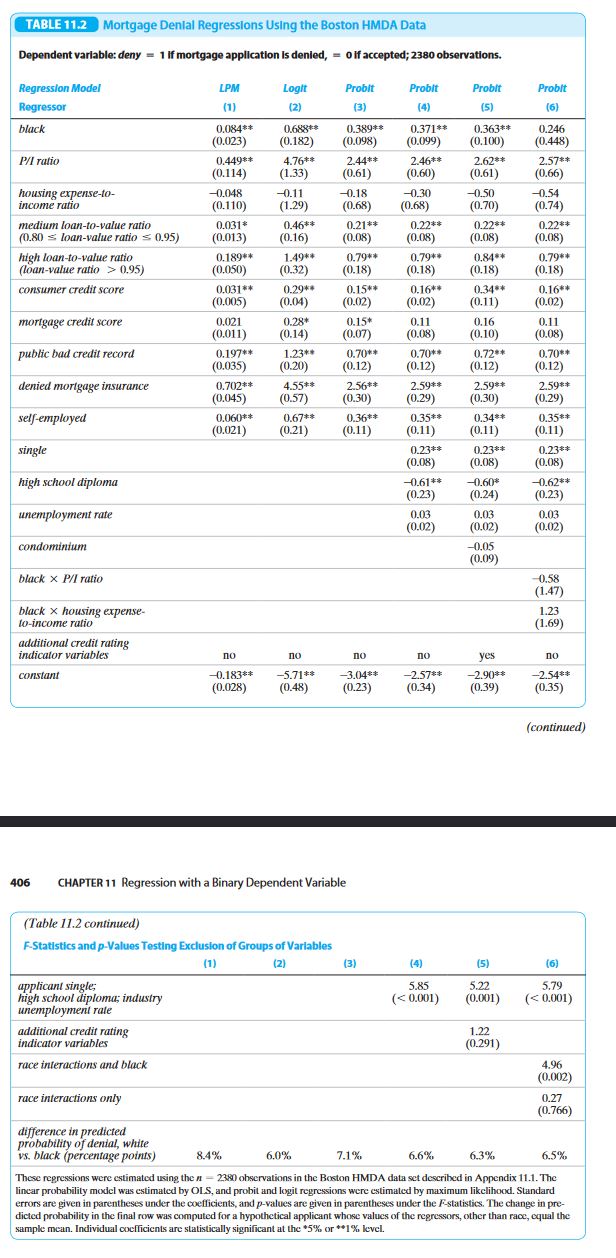 TABLE 11.2 Mortgage Denial Regressions Using the Boston HMDA Data
Dependent variable: deny = 1 if mortgage application is denied, = 0 if accepted; 2380 observations.
Regression Model LPM Logit Probit Probit Probit Probit
Regressor (1) (2) (3) (4) (5) (6)
black 0.084** 0.688** 0.389** 0.371** 0.363** 0.246
(0.023) (0.182) (0.098) (0.099) (0.100) (0.448)
P/I ratio 0.449** 4.76** 2.44** 2.46** 2.62** 2.57**
(0.114) (1.33) (0.61) (0.60) (0.61) (0.66)
housing expense-to- −0.048 −0.11 −0.18 −0.30 −0.50 −0.54
income ratio (0.110) (1.29) (0.68) (0.68) (0.70) (0.74)
medium loan-to-value ratio 0.031* 0.46** 0.21** 0.22** 0.22** 0.22**
(0.80 ≤ loan-value ratio ≤ 0.95) (0.013) (0.16) (0.08) (0.08) (0.08) (0.08)
high loan-to-value ratio 0.189** 1.49** 0.79** 0.79** 0.84** 0.79**
(loan-value ratio > 0.95) (0.050) (0.32) (0.18) (0.18) (0.18) (0.18)
consumer credit score 0.031** 0.29** 0.15** 0.16** 0.34** 0.16**
(0.005) (0.04) (0.02) (0.02) (0.11) (0.02)
mortgage credit score 0.021 0.28* 0.15* 0.11 0.16 0.11
(0.011) (0.14) (0.07) (0.08) (0.10) (0.08)
public bad credit record 0.197** 1.23** 0.70** 0.70** 0.72** 0.70**
(0.035) (0.20) (0.12) (0.12) (0.12) (0.12)
denied mortgage insurance 0.702** 4.55** 2.56** 2.59** 2.59** 2.59**
(0.045) (0.57) (0.30) (0.29) (0.30) (0.29)
self-employed 0.060** 0.67** 0.36** 0.35** 0.34** 0.35**
(0.021) (0.21) (0.11) (0.11) (0.11) (0.11)
single 0.23** 0.23** 0.23**
(0.08) (0.08) (0.08)
high school diploma −0.61** −0.60* −0.62**
(0.23) (0.24) (0.23)
unemployment rate 0.03 0.03 0.03
(0.02) (0.02) (0.02)
condominium −0.05
(0.09)
black × P/I ratio −0.58
(1.47)
black × housing expense- 1.23
to-income ratio (1.69)
additional credit rating
indicator variables no no no no yes no
constant −0.183** −5.71** −3.04** −2.57** −2.90** −2.54**
(0.028) (0.48) (0.23) (0.34) (0.39) (0.35)
(continued)
406 CHAPTER 11 Regression with a Binary Dependent Variable
(Table 11.2 continued)
F-Statistics and p-Values Testing Exclusion of Groups of Variables
(1) (2) (3) (4) (5) (6)
applicant single; 5.85 5.22 5.79
high school diploma; industry (< 0.001) (0.001) (< 0.001)
unemployment rate
additional credit rating 1.22
indicator variables (0.291)
race interactions and black 4.96
(0.002)
race interactions only 0.27
(0.766)
difference in predicted
probability of denial, white
vs. black (percentage points) 8.4% 6.0% 7.1% 6.6% 6.3% 6.5%
These regressions were estimated using the n = 2380 observations in the Boston HMDA data set described in Appendix 11.1. The
linear probability model was estimated by OLS, and probit and logit regressions were estimated by maximum likelihood. Standard
errors are given in parentheses under the coefficients, and p-values are given in parentheses under the F-statistics. The change in pre-
dicted probability in the final row was computed for a hypothetical applicant whose values of the regressors, other than race, equal the
sample mean. Individual coefficients are statistically significant at the *5% or **1% level.